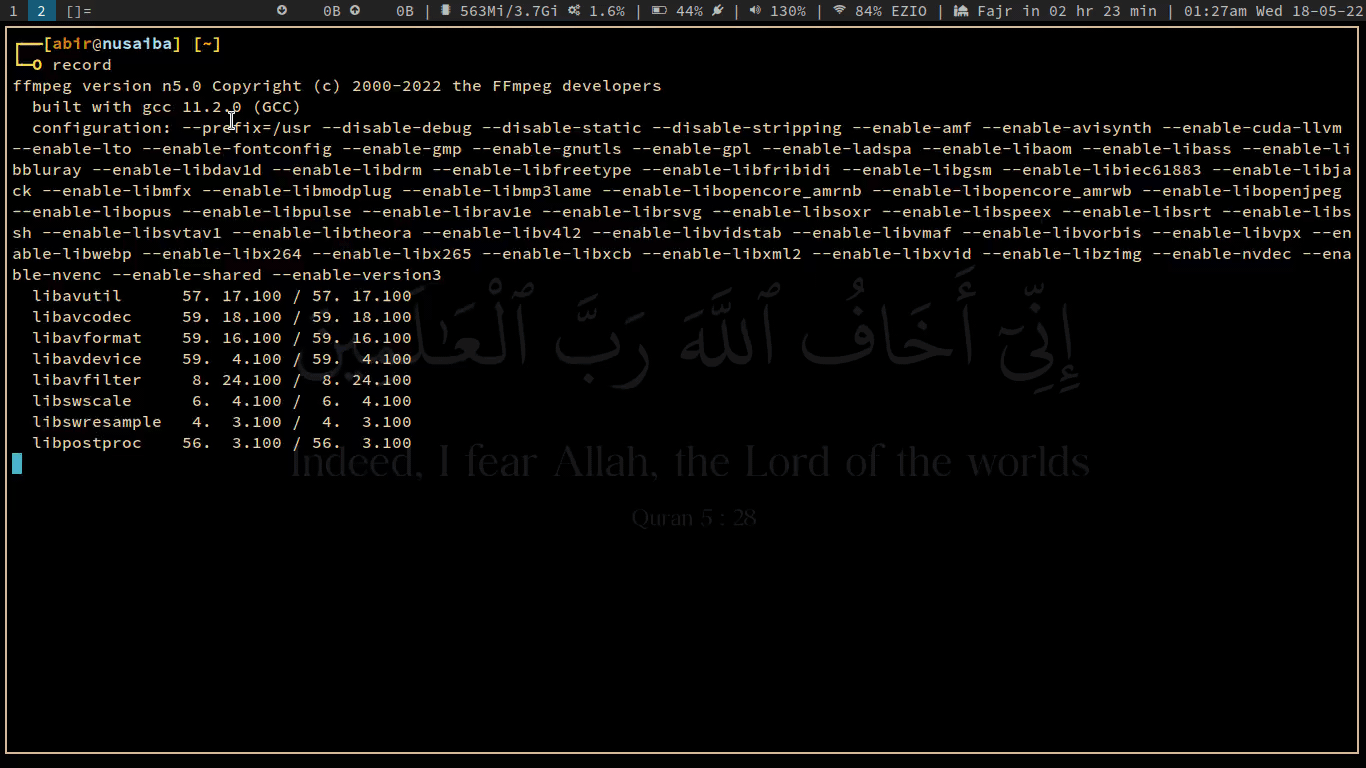 1 2 []= 0B 0B | 563Mi/3.7Gi 1.6% | 44% | 130% | 84% EZIO | Fajr in 02 hr 23 min | 01:27am Wed 18-05-22
[abir@nusaiba] [~]
record
ffmpeg version n5.0 Copyright (c) 2000-2022 the FFmpeg developers
built with gcc 11.2.0 (GCC)
configuration: --prefix=/usr --disable-debug --disable-static --disable-stripping --enable-amf --enable-avisynth --enable-cuda-llvm
--enable-lto --enable-fontconfig --enable-gmp --enable-gnutls --enable-gpl --enable-ladspa --enable-libaom --enable-libass --enable-li
bbluray --enable-libdav1d --enable-libdrm --enable-libfreetype --enable-libfribidi --enable-libgsm --enable-libiec61883 --enable-libja
ck --enable-libmfx --enable-libmodplug --enable-libmp3lame --enable-libopencore_amrnb --enable-libopencore_amrwb --enable-libopenjpeg
--enable-libopus --enable-libpulse --enable-librav1e --enable-librsvg --enable-libsoxr --enable-libspeex --enable-libsrt --enable-libs
sh --enable-libsvtav1 --enable-libtheora --enable-libv4l2 --enable-libvidstab --enable-libvmaf --enable-libvorbis --enable-libvpx --en
able-libwebp --enable-libx264 --enable-libx265 --enable-libxcb --enable-libxml2 --enable-libxvid --enable-libzimg --enable-nvdec --ena
ble-nvenc --enable-shared --enable-version3
libavutil 57. 17.100 / 57. 17.100
libavcodec 59. 18.100 / 59. 18.100
libavformat 59. 16.100 / 59. 16.100
libavdevice 59. 4.100 / 59. 4.100
libavfilter 8. 24.100 / 8. 24.100
libswscale 6. 4.100 / 6. 4.100
libswresample 4. 3.100 / 4. 3.100
libpostproc 56. 3.100 / 56. 3.100
إِنِّىٓ أَخَافُ ٱللَّهَ رَبَّ ٱلْعَـٰلَمِينَ
Indeed, I fear Allah, the Lord of the worlds
Quran 5 : 28